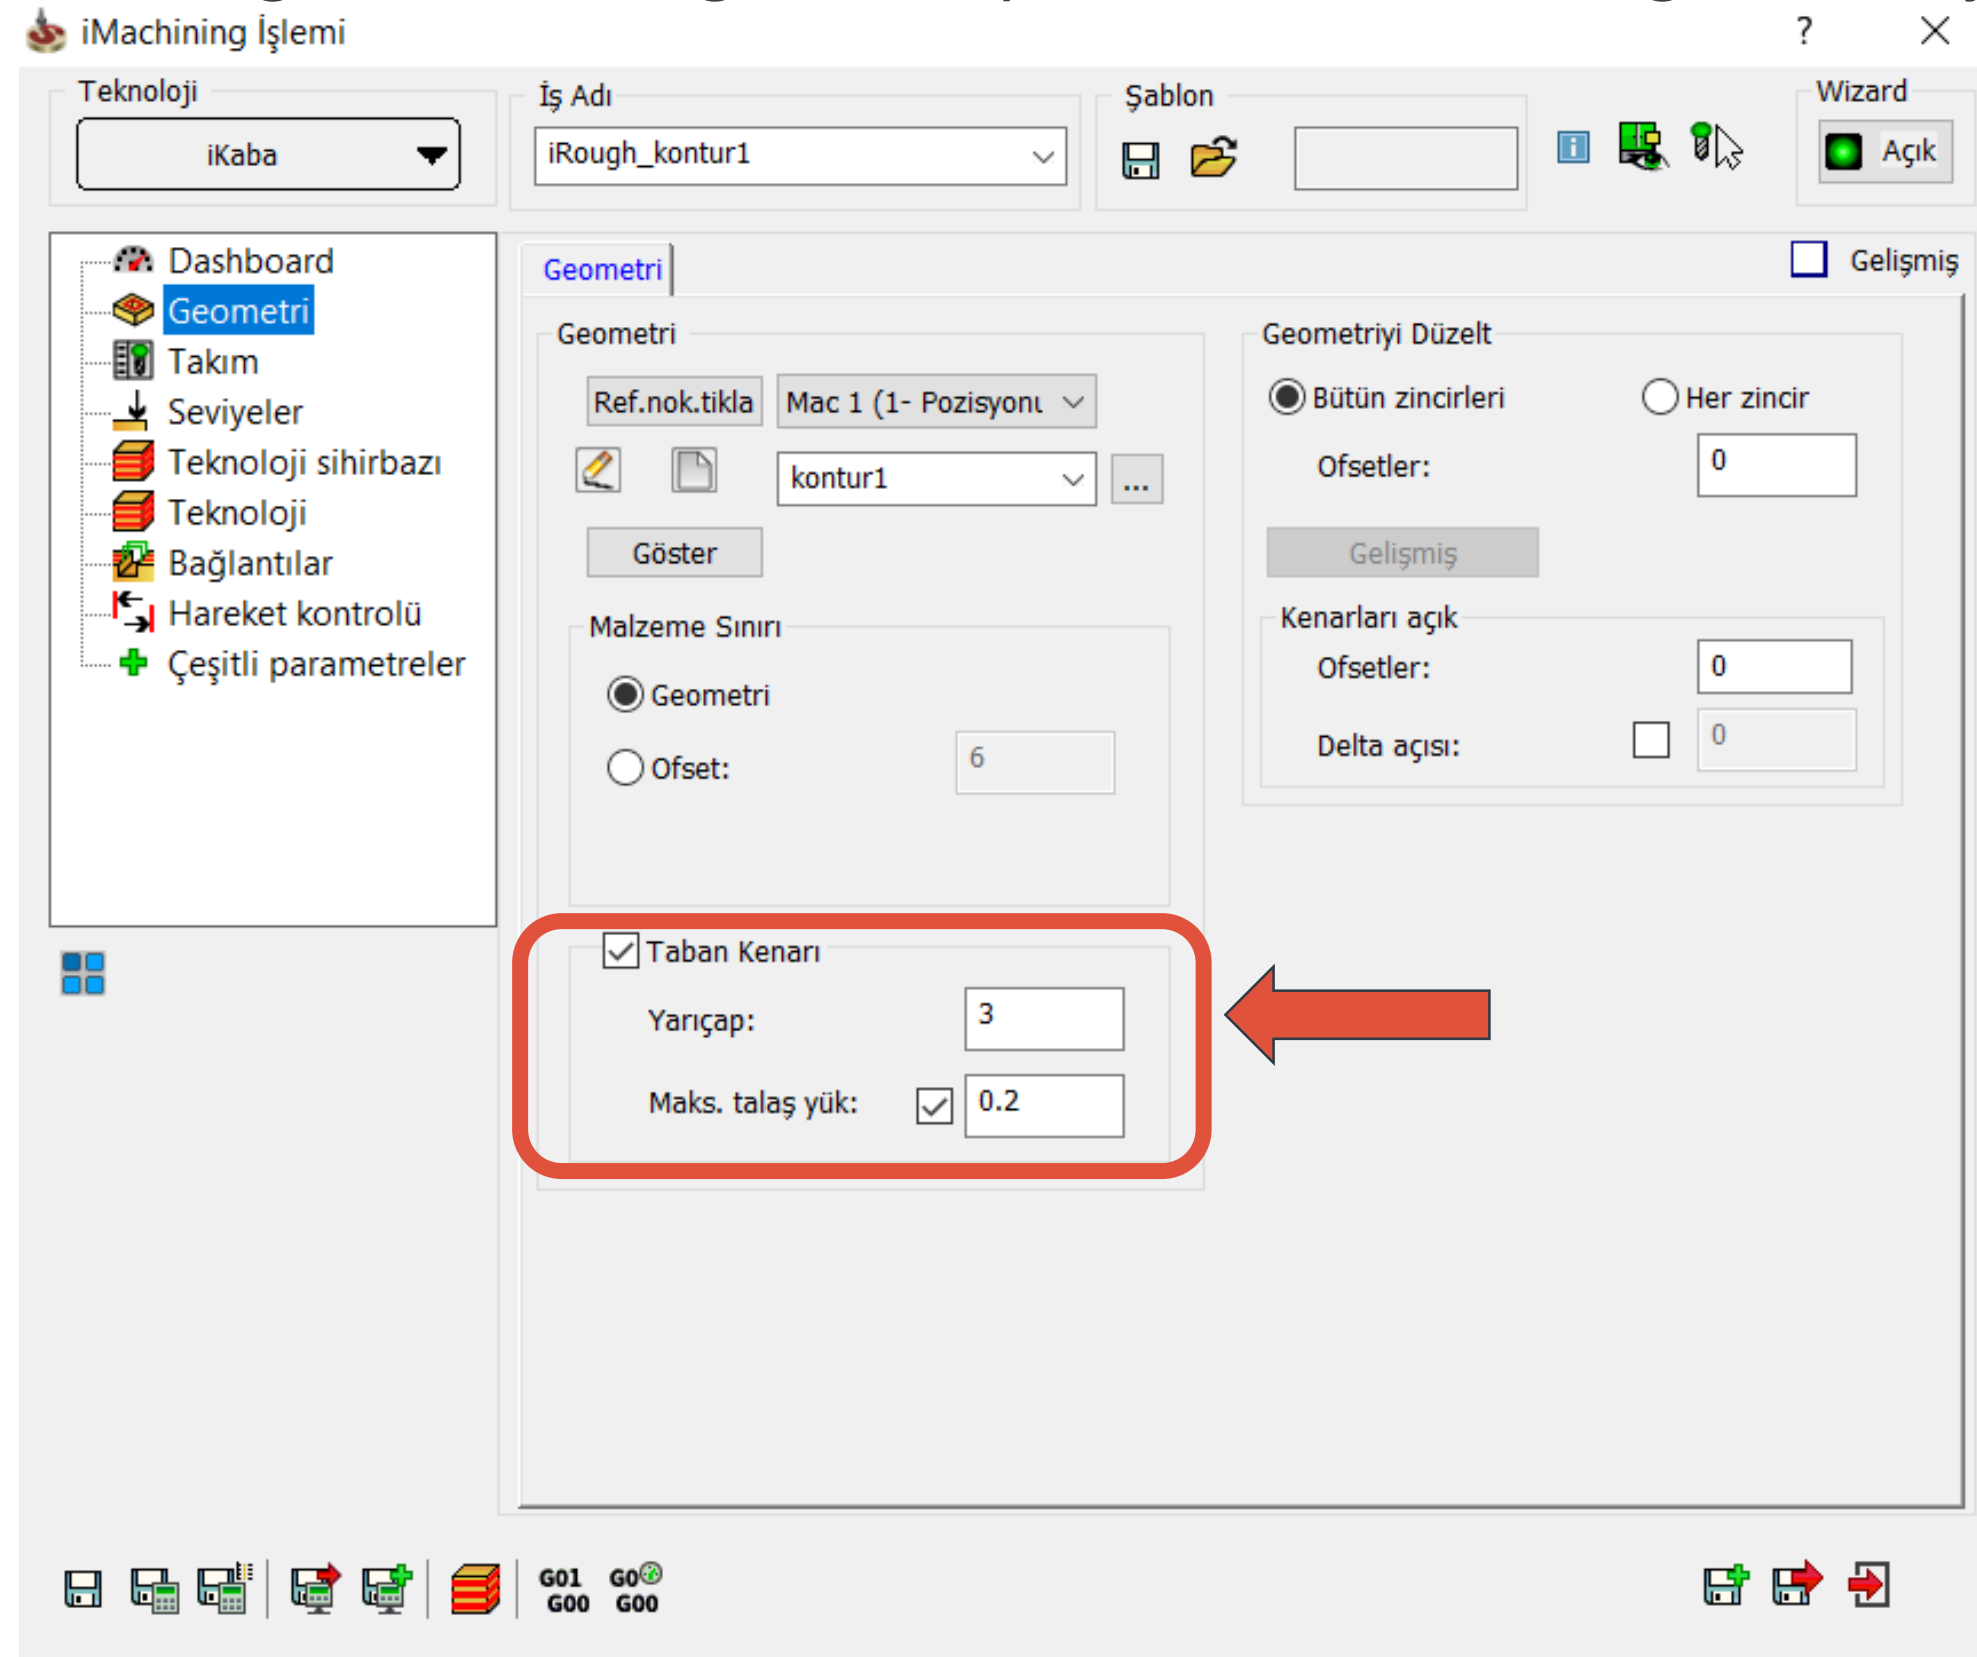 iMachining İşlemi
?
Teknoloji
iKaba
İş Adı
iRough_kontur1
Şablon
Wizard
Açık
Dashboard
Geometri
Takım
Seviyeler
Teknoloji sihirbazı
Teknoloji
Bağlantılar
Hareket kontrolü
Çeşitli parametreler
Geometri
Gelişmiş
Geometri
Ref.nok.tikla
Mac 1 (1- Pozisyonu
kontur1
...
Göster
Malzeme Sınırı
Geometri
Ofset:
6
Taban Kenarı
Yarıçap:
3
Maks. talaş yük:
0.2
Geometriyi Düzelt
Bütün zincirleri
Her zincir
Ofsetler:
0
Gelişmiş
Kenarları açık
Ofsetler:
0
Delta açısı:
0
G01
G00
G0
G00